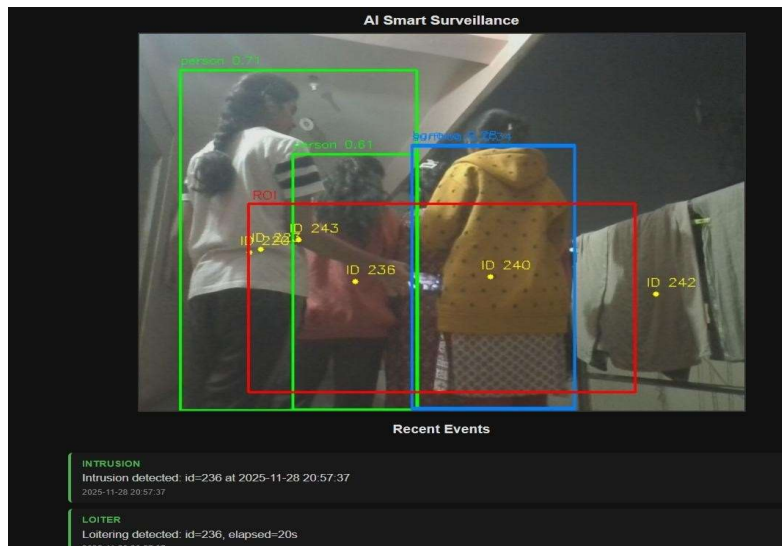 AI Smart Surveillance
person 0.71
person 0.61
ROI
ID 243
ID 236
ID 240
ID 242
Recent Events
INTRUSION
Intrusion detected: id=236 at 2025-11-28 20:57:37
2025-11-28 20:57:37
LOITER
Loitering detected: id=236, elapsed=20s